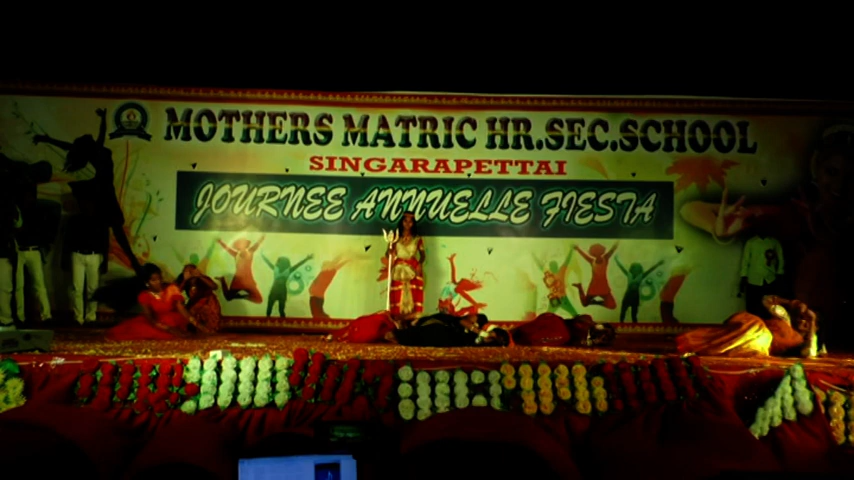 MOTHERS MATRIC HR.SEC.SCHOOL
SINGARAPETTAI
JOURNEE ANNUELLE FIESTA